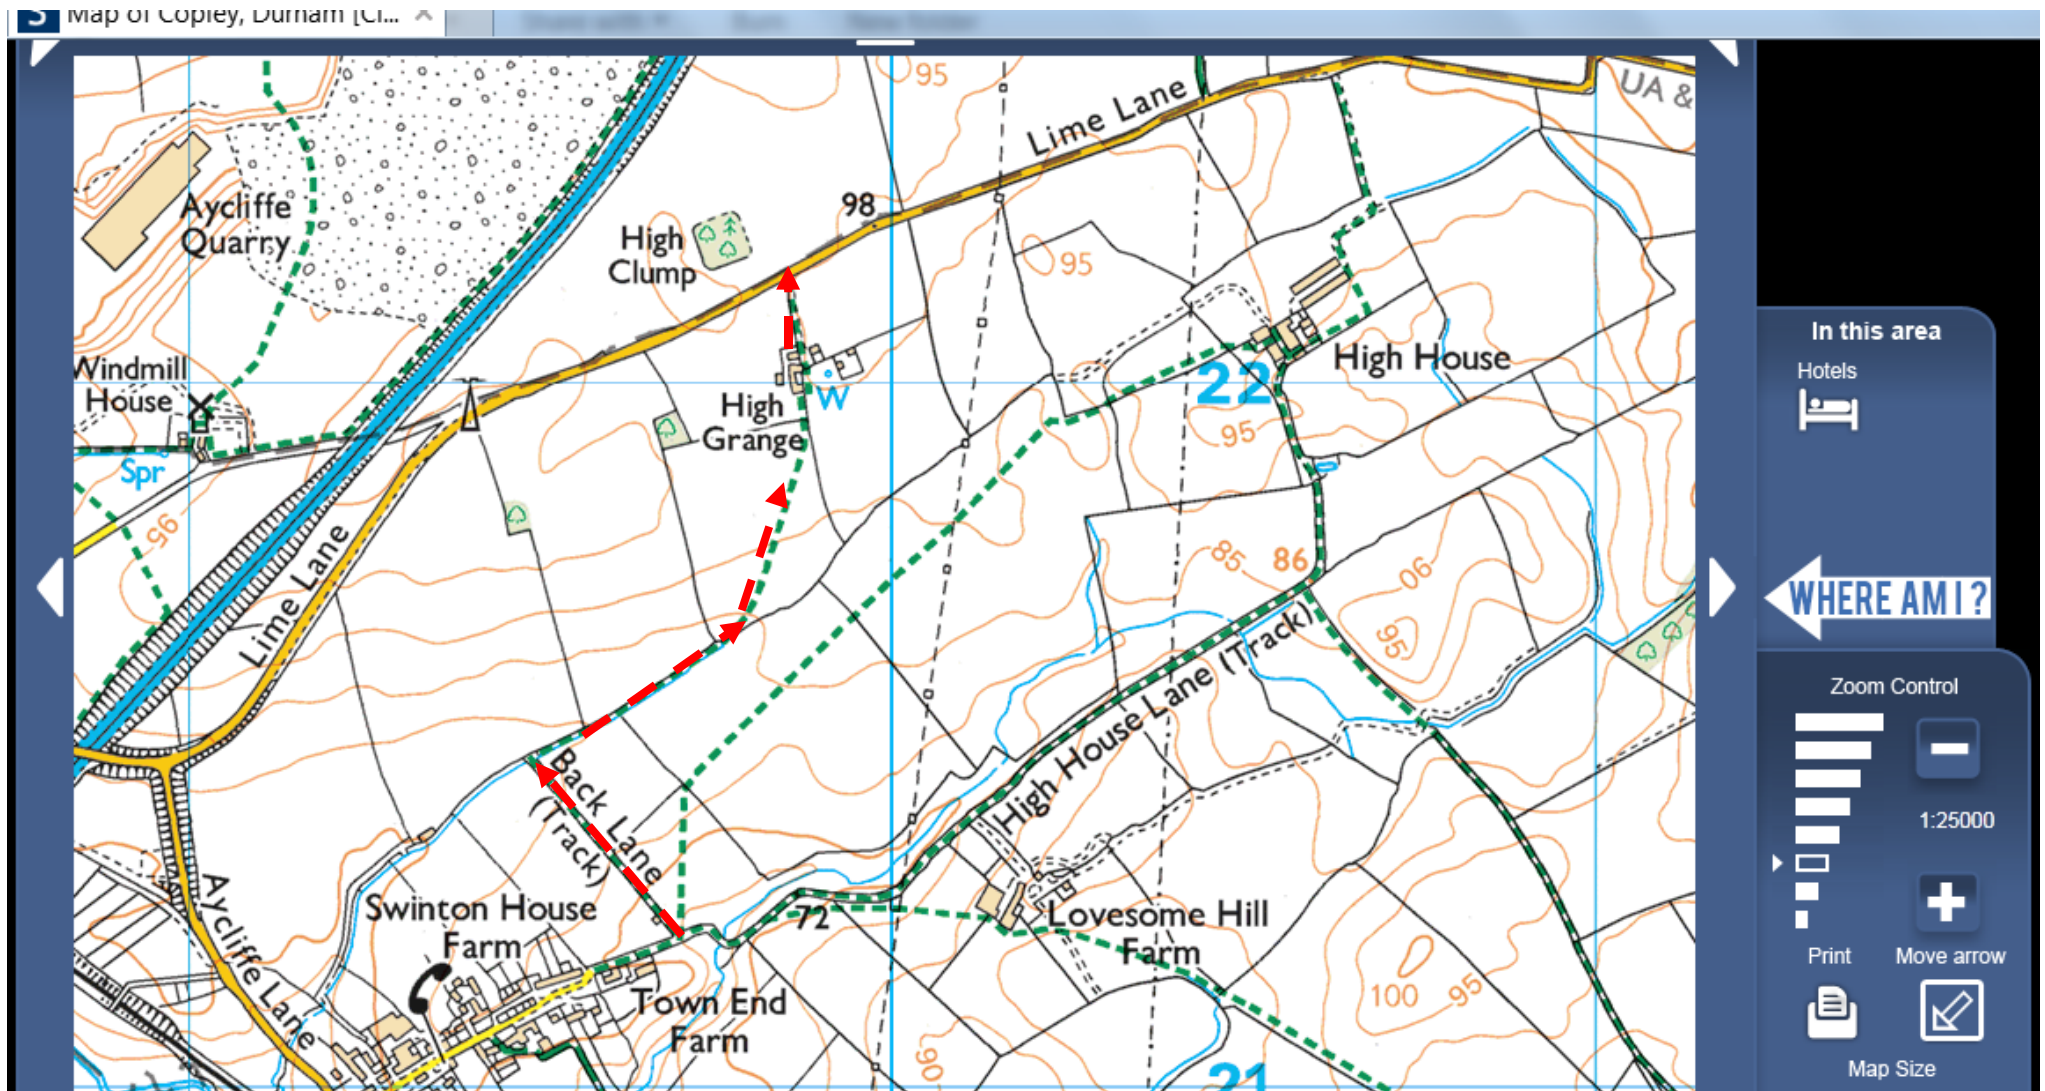 S Map of Copley, Durham [Cl...
95
UA &
Lime Lane
Aycliffe
Quarry
98
High
Clump
95
In this area
Hotels
Windmill
House
High House
22
W
High
Grange
95
Spr
95
Lime Lane
85
86
90
WHERE AM I ?
95
High House Lane (Track)
Zoom Control
Back Lane
(Track)
1:25000
Aycliffe Lane
Swinton House
Farm
72
Lovesome Hill
Farm
Print
Move arrow
Town End
Farm
100
95
90
21
Map Size